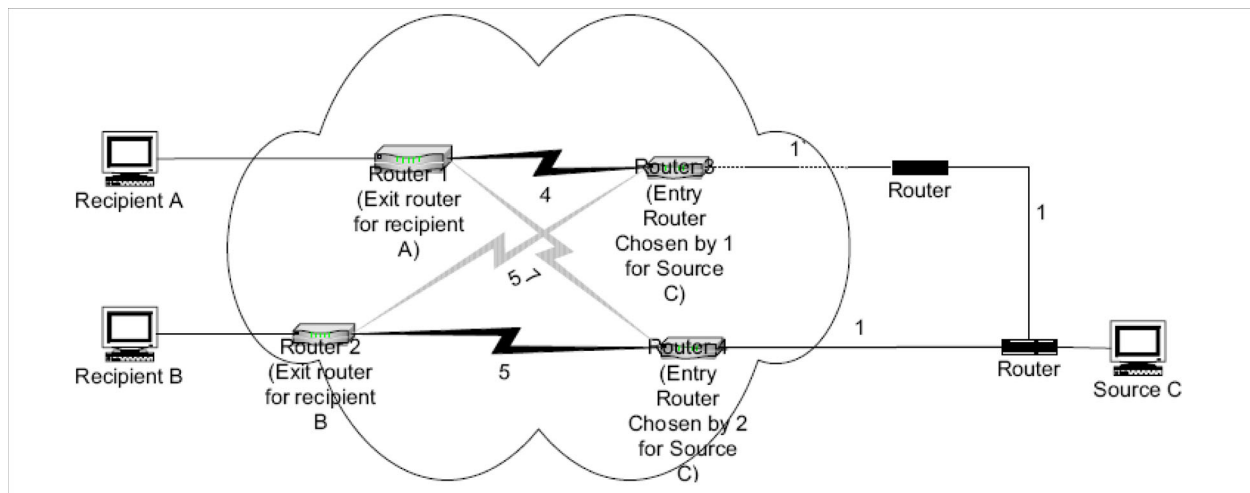 Recipient A
Router 1
(Exit router
for recipient
A)
4
Router 3
(Entry
Router
Chosen by 1
for Source
C)
1`
Router
1
5
7
Recipient B
Router 2
(Exit router
for recipient
B
5
Router 4
(Entry
Router
Chosen by 2
for Source
C)
1
Router
Source C